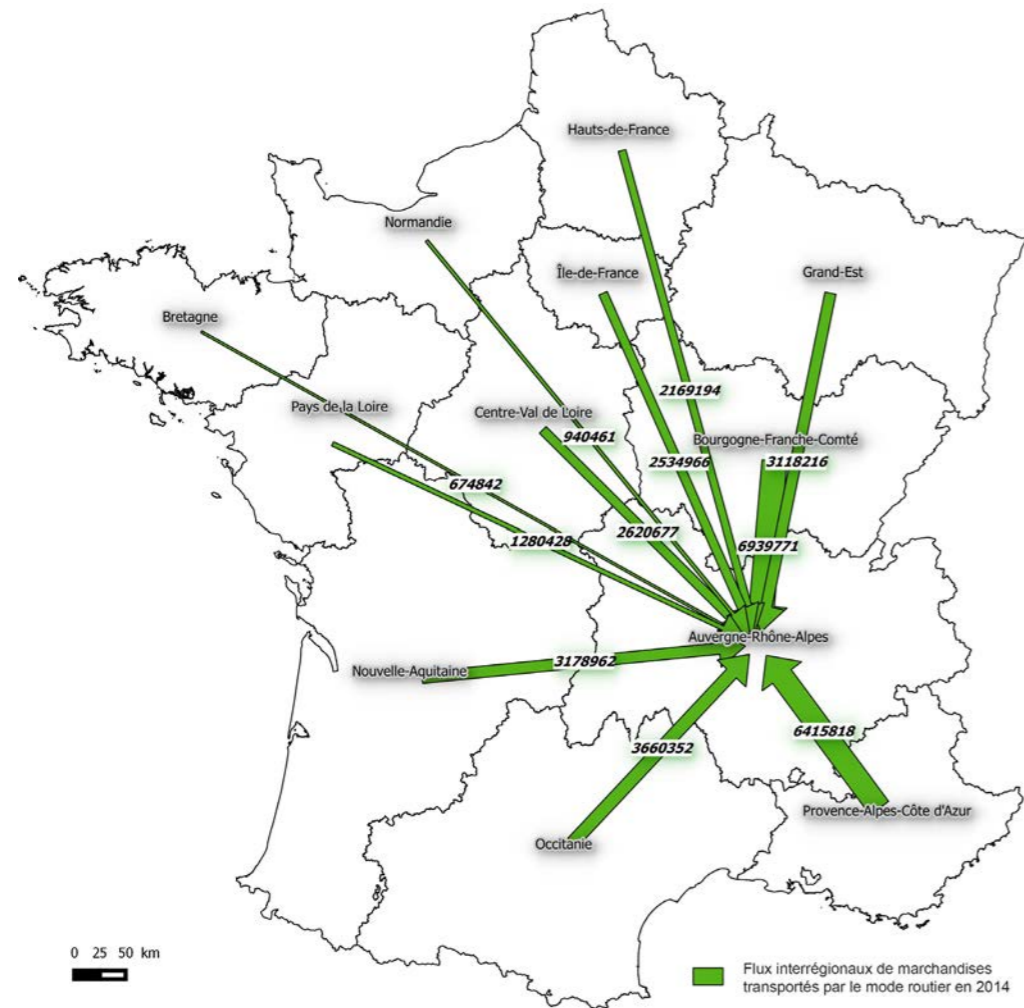 Hauts-de-France
Normandie
Île-de-France
Grand-Est
Bretagne
Pays de la Loire
Centre-Val de Loire
2169194
940461
Bourgogne-Franche-Comté
2534966
3118216
674842
2620677
1280428
6939771
Auvergne-Rhône-Alpes
3178962
Nouvelle-Aquitaine
6415818
3660352
Provence-Alpes-Côte d'Azur
Occitanie
0 25 50 km
Flux interrégionaux de marchandises
transportés par le mode routier en 2014